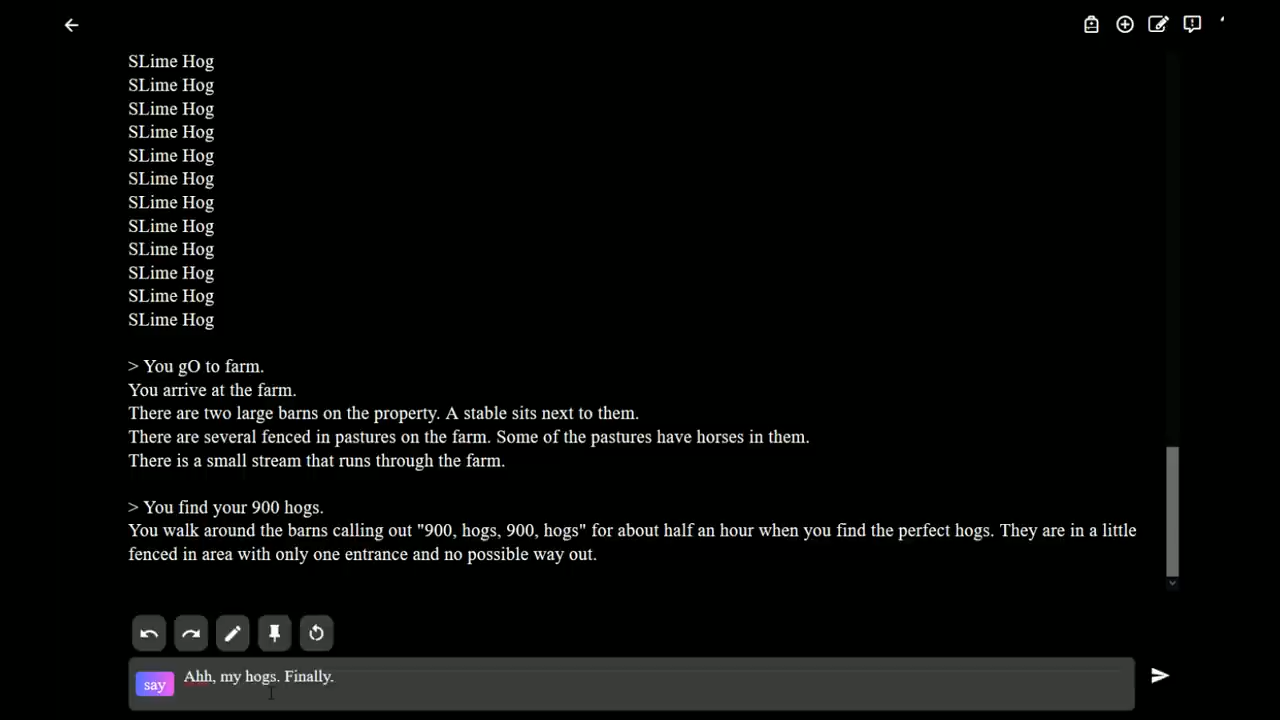 SLime Hog
SLime Hog
SLime Hog
SLime Hog
SLime Hog
SLime Hog
SLime Hog
SLime Hog
SLime Hog
SLime Hog
SLime Hog
SLime Hog
> You gO to farm.
You arrive at the farm.
There are two large barns on the property. A stable sits next to them.
There are several fenced in pastures on the farm. Some of the pastures have horses in them.
There is a small stream that runs through the farm.
> You find your 900 hogs.
You walk around the barns calling out "900, hogs, 900, hogs" for about half an hour when you find the perfect hogs. They are in a little
fenced in area with only one entrance and no possible way out.
say Ahh, my hogs. Finally.